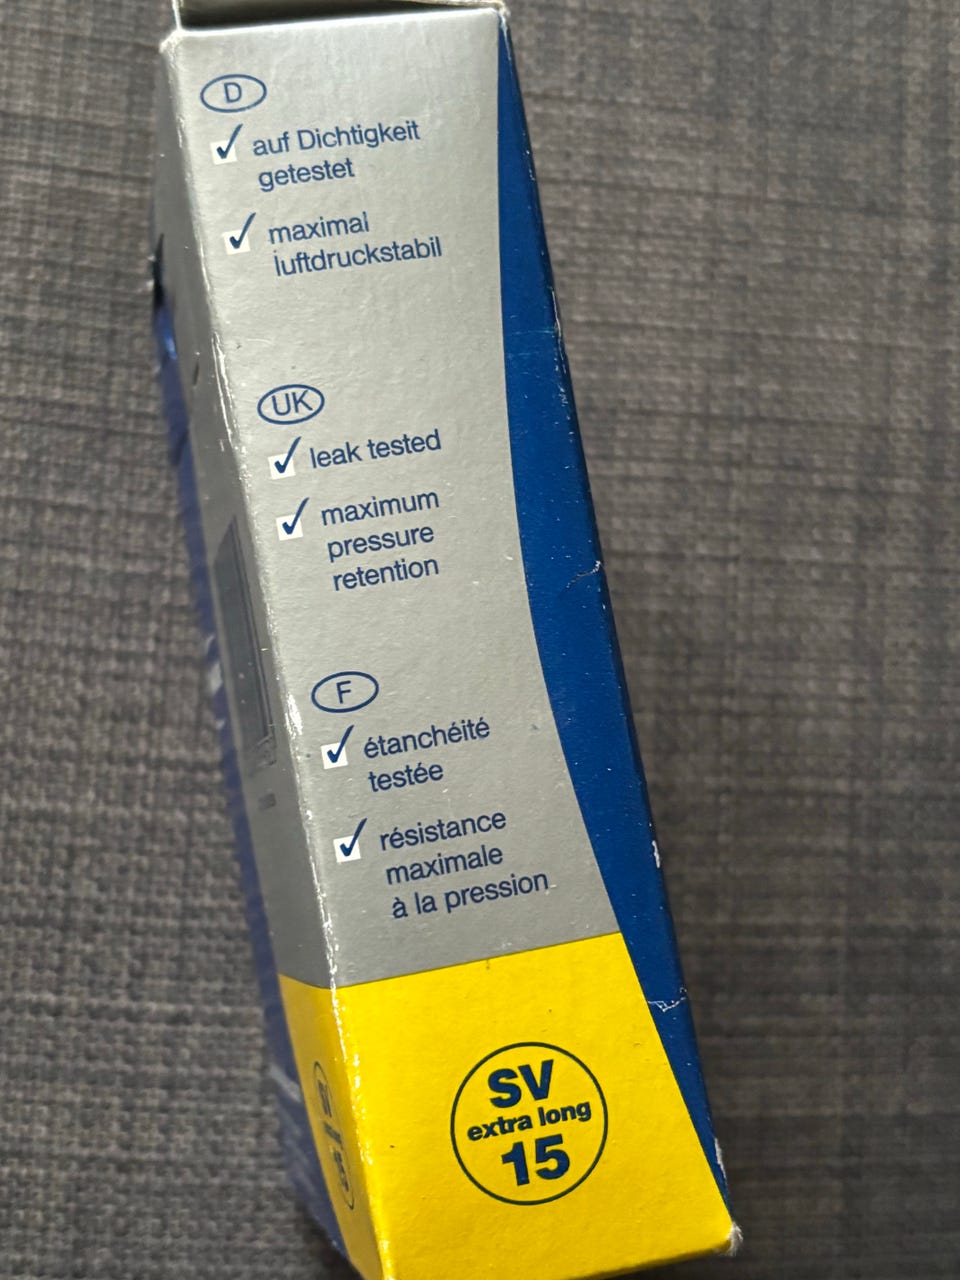 D
auf Dichtigkeit
getestet
maximal
luftdruckstabil
UK
leak tested
maximum
pressure
retention
F
étanchéité
testée
résistance
maximale
à la pression
SV
extra long
15